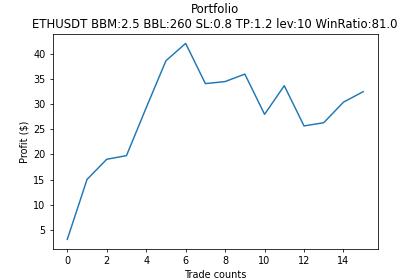 Portfolio
ETHUSDT BBM:2.5 BBL:260 SL:0.8 TP:1.2 lev:10 WinRatio:81.0
40
35
30
25
20
15
10
5
Profit ($)
0 2 4 6 8 10 12 14
Trade counts